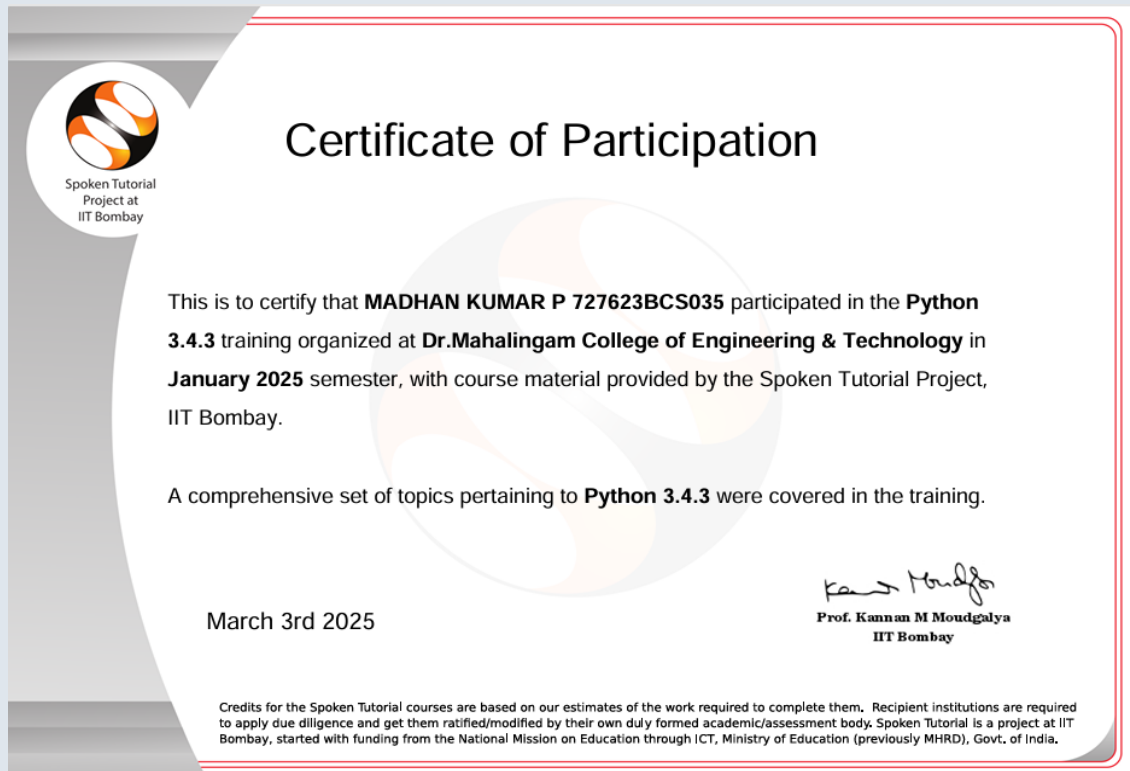 Spoken Tutorial
Project at
IIT Bombay
Certificate of Participation
This is to certify that MADHAN KUMAR P 727623BCS035 participated in the Python
3.4.3 training organized at Dr.Mahalingam College of Engineering & Technology in
January 2025 semester, with course material provided by the Spoken Tutorial Project,
IIT Bombay.
A comprehensive set of topics pertaining to Python 3.4.3 were covered in the training.
March 3rd 2025
Prof. Kannan M Moudgalya
IIT Bombay
Credits for the Spoken Tutorial courses are based on our estimates of the work required to complete them. Recipient institutions are required
to apply due diligence and get them ratified/modified by their own duly formed academic/assessment body. Spoken Tutorial is a project at IIT
Bombay, started with funding from the National Mission on Education through ICT, Ministry of Education (previously MHRD), Govt. of India.